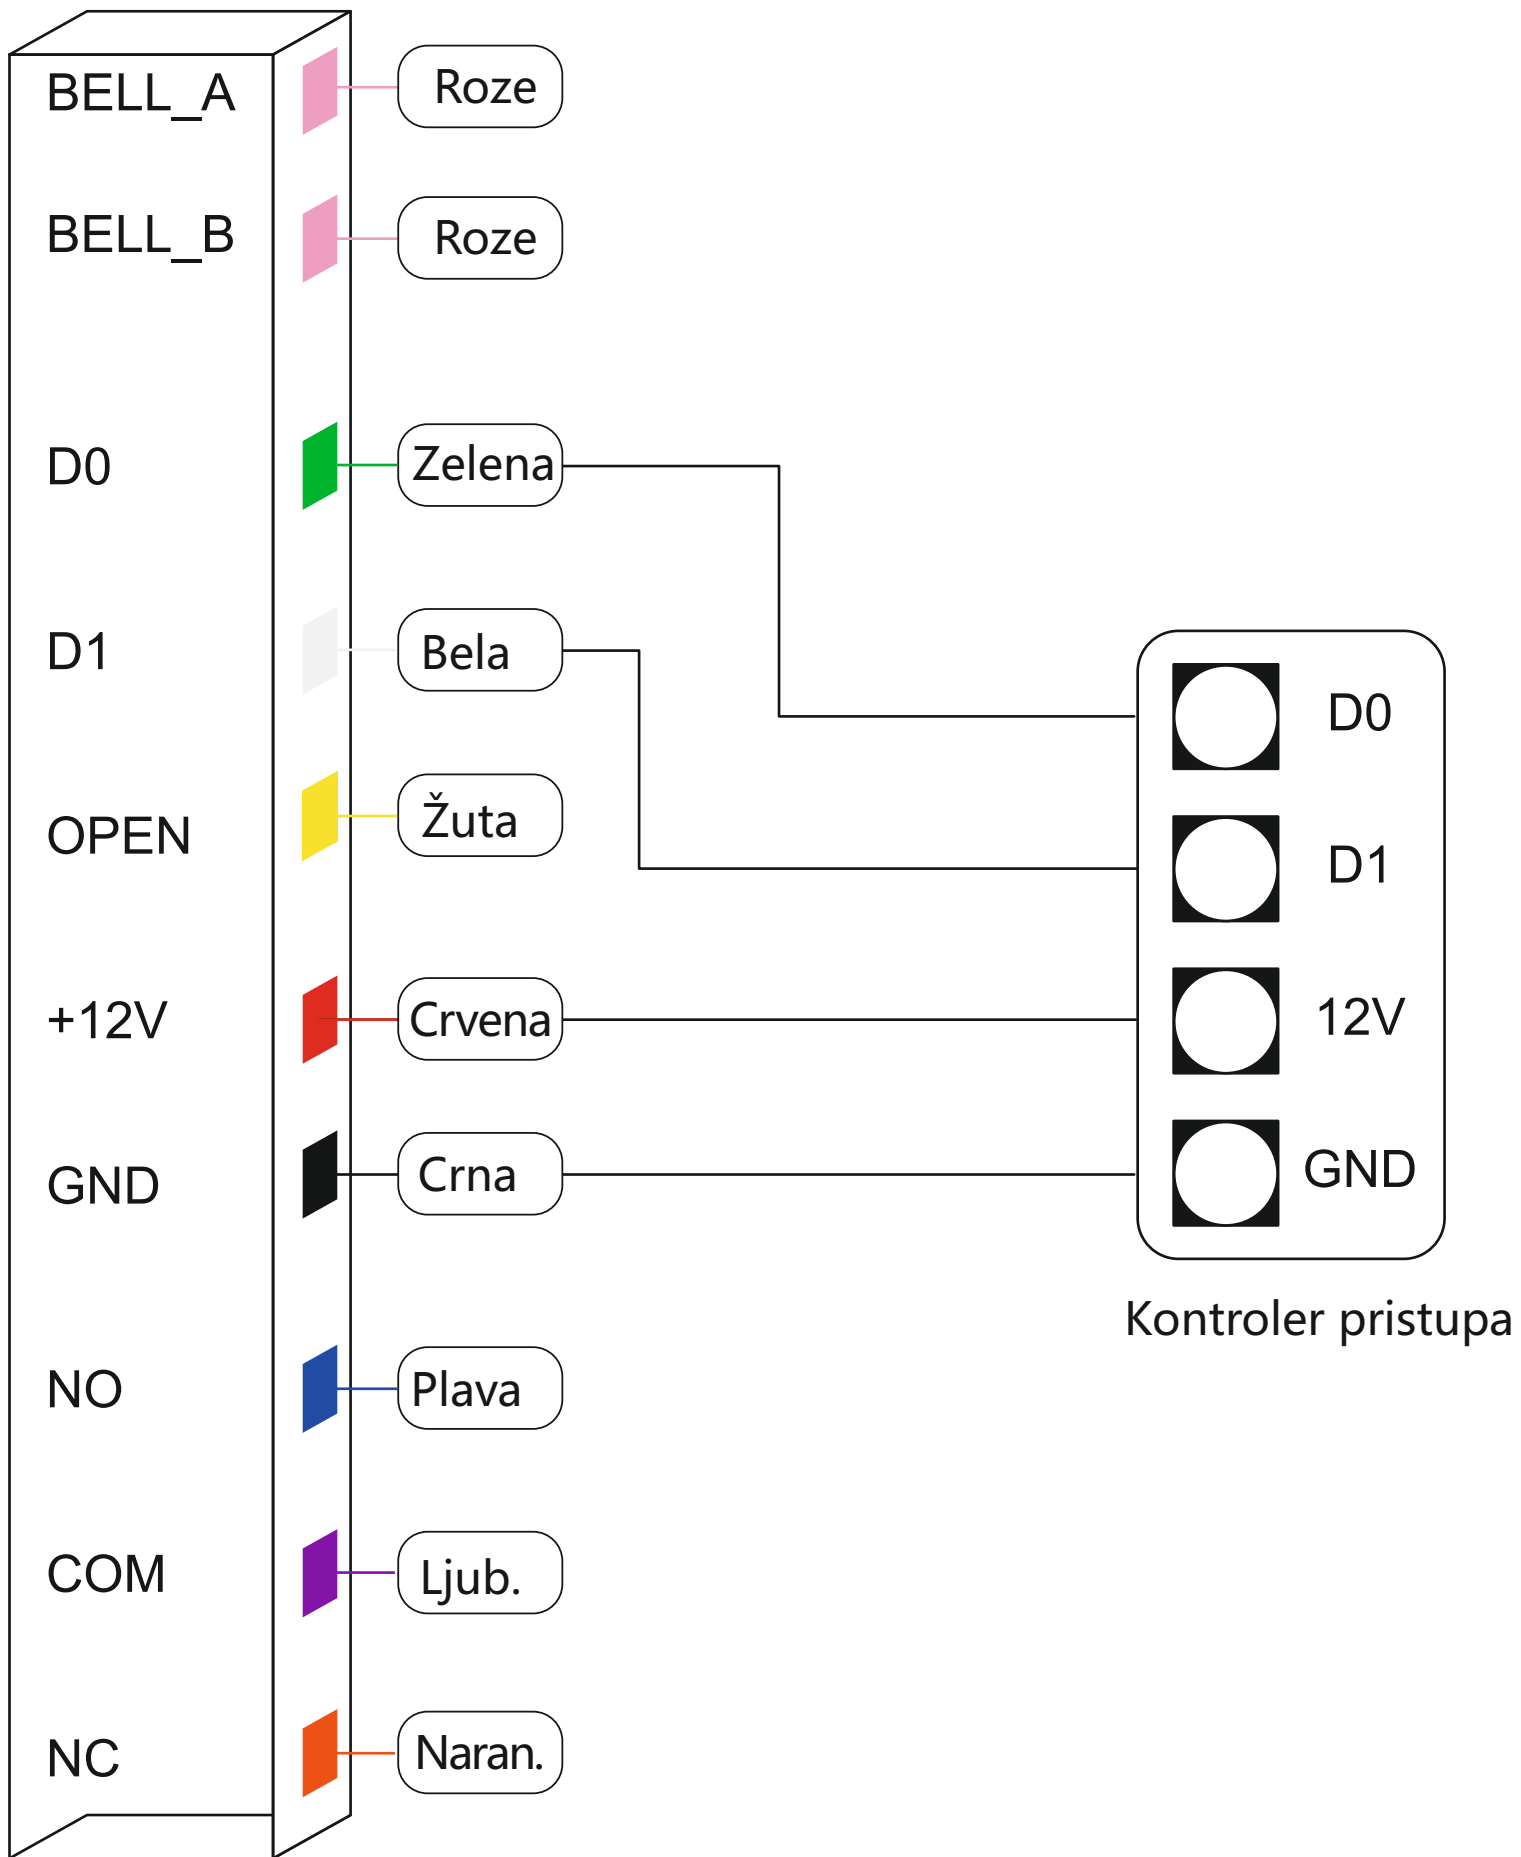 BELL_A
Roze
BELL_B
Roze
D0
Zelena
D1
Bela
OPEN
Žuta
+12V
Crvena
GND
Crna
NO
Plava
COM
Ljub.
NC
Naran.
D0
D1
12V
GND
Kontroler pristupa